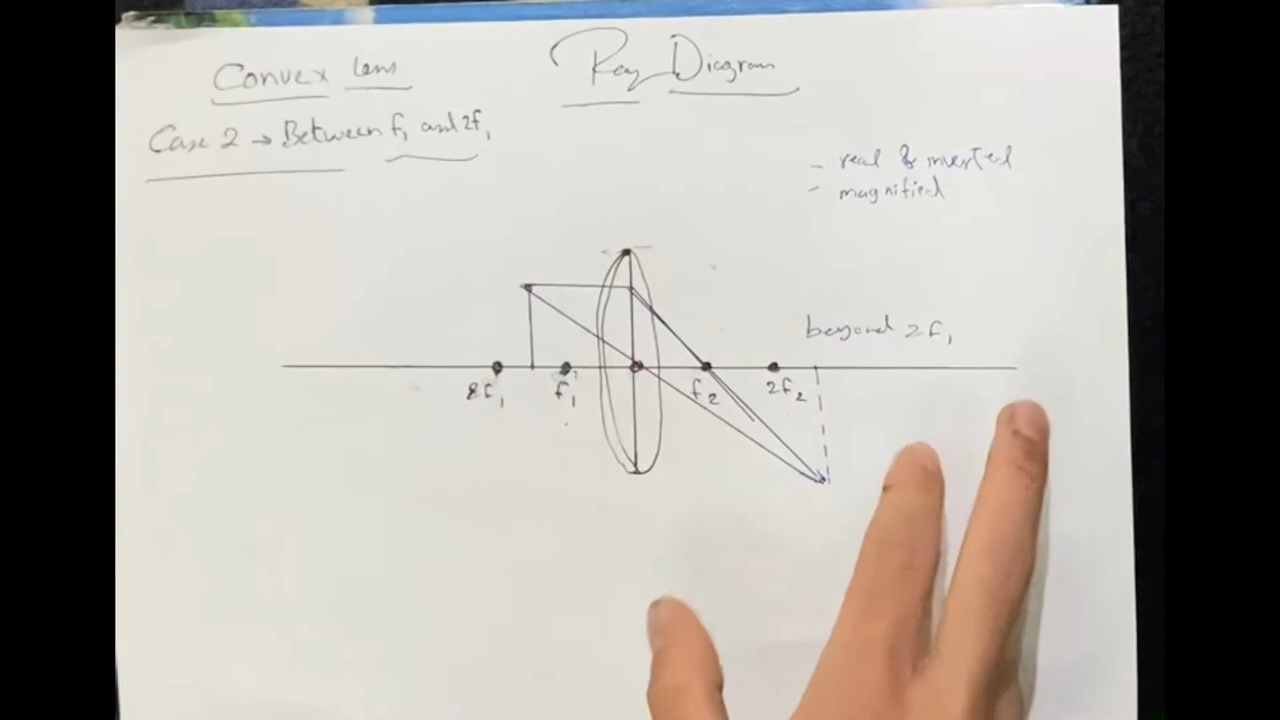 Convex lens
Ray Diagram
Case 2 → Between f₁ and 2f₁
- real & inverted
- magnified
beyond 2f₁
2f₁
f₁
f₂
2f₂